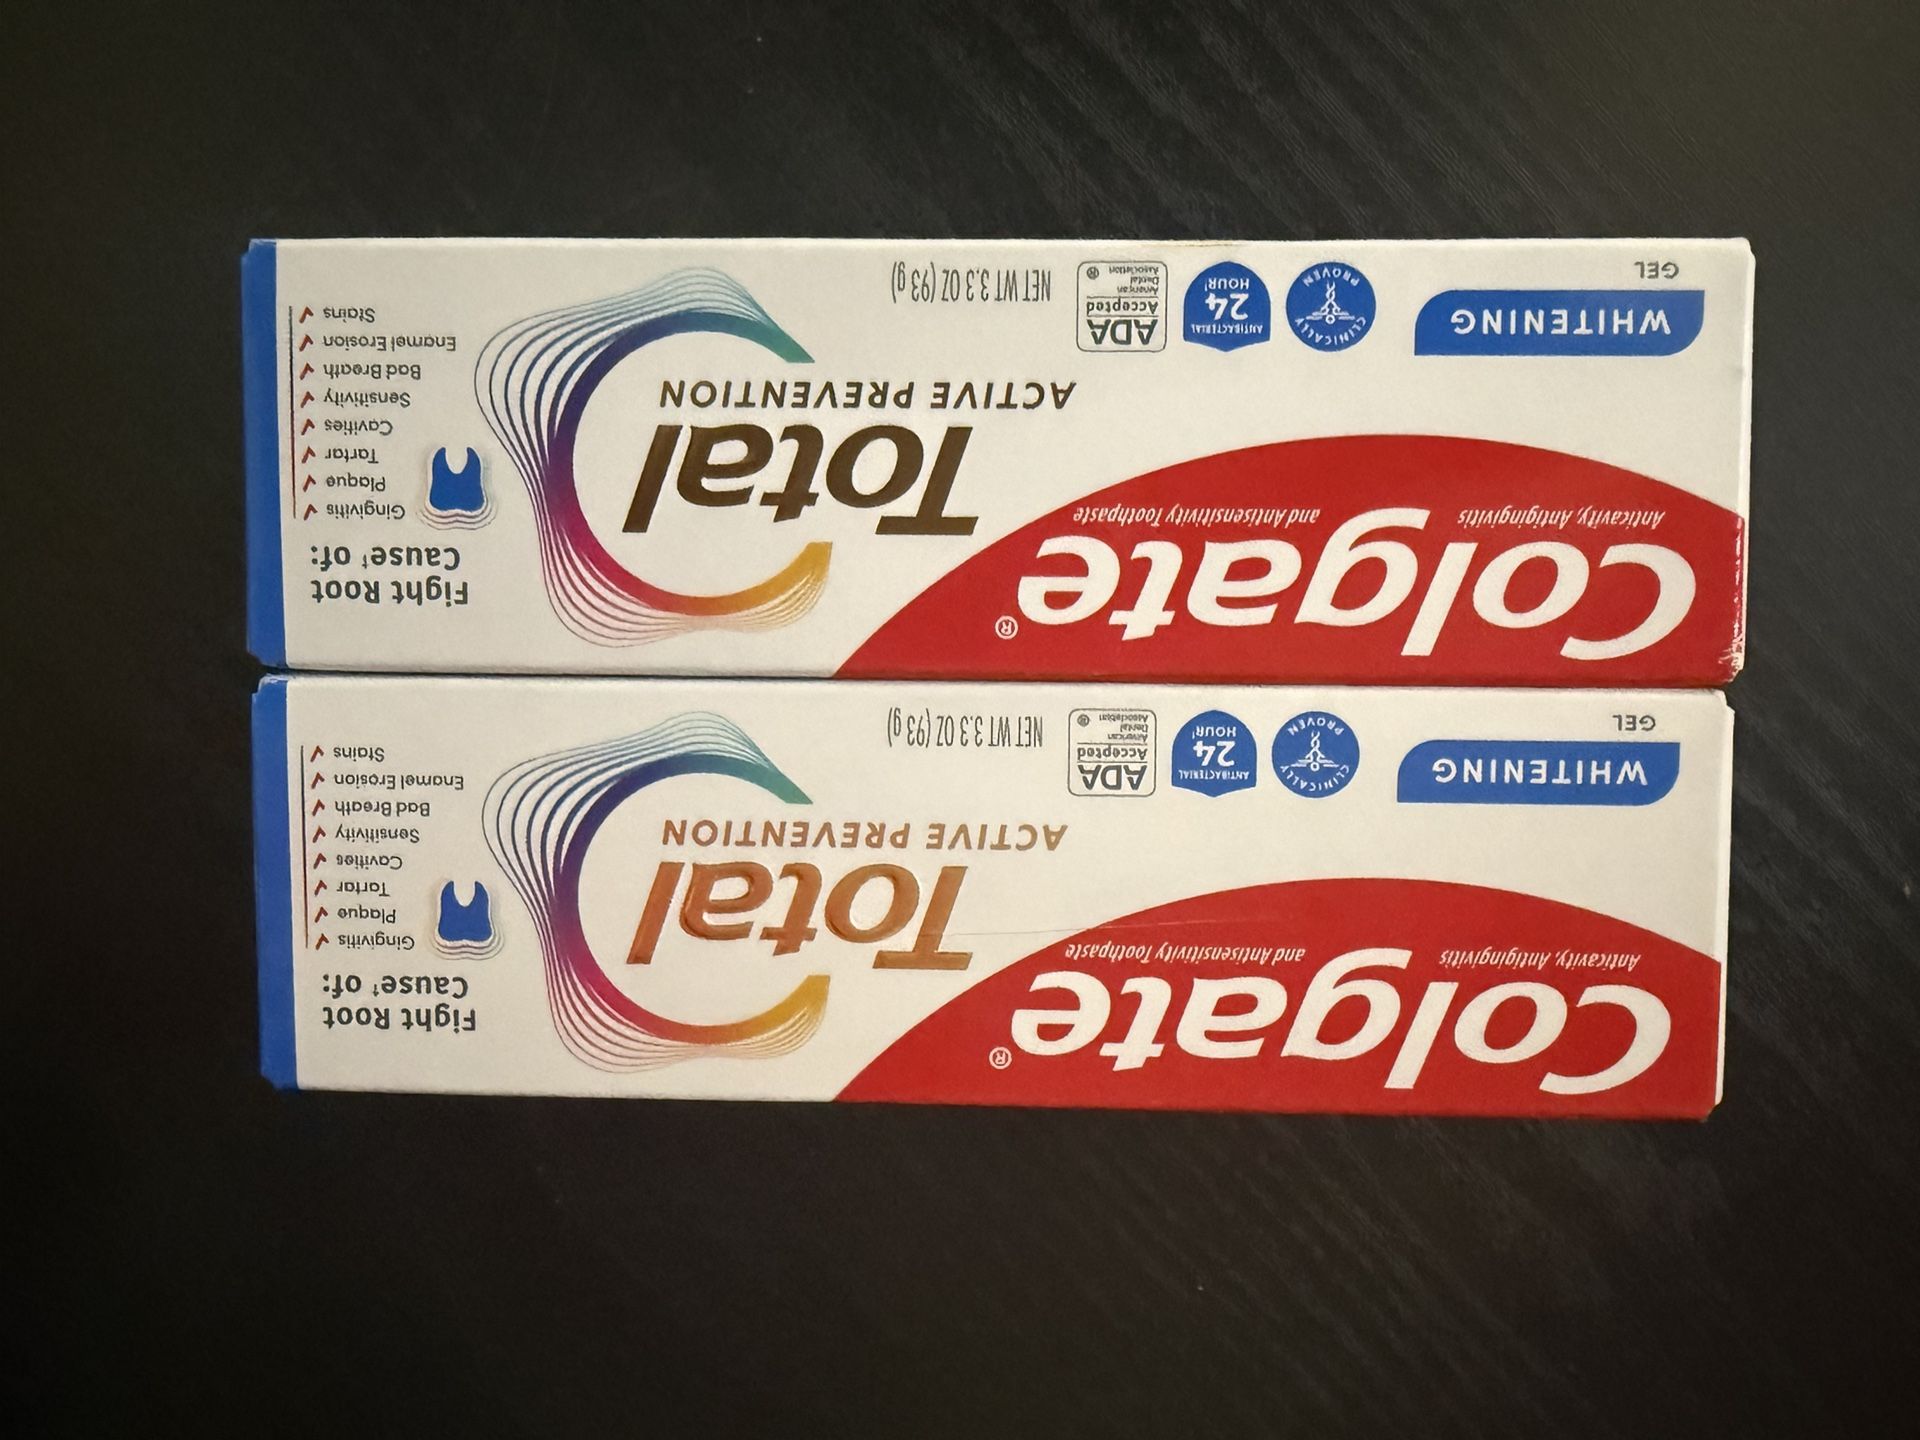 Colgate®
Anticavity, Antigingivitis
and Antisensitivity Toothpaste
Total
ACTIVE PREVENTION
WHITENING
GEL
CLINICALLY
PROVEN
ANTIBACTERIAL
24
HOUR†
ADA
Accepted
American
Dental
Association ®
NET WT 3.3 OZ (93 g)
Fight Root
Cause† of:
Gingivitis
Plaque
Tartar
Cavities
Sensitivity
Bad Breath
Enamel Erosion
Stains
Colgate®
Anticavity, Antigingivitis
and Antisensitivity Toothpaste
Total
ACTIVE PREVENTION
WHITENING
GEL
CLINICALLY
PROVEN
ANTIBACTERIAL
24
HOUR†
ADA
Accepted
American
Dental
Association ®
NET WT 3.3 OZ (93 g)
Fight Root
Cause† of:
Gingivitis
Plaque
Tartar
Cavities
Sensitivity
Bad Breath
Enamel Erosion
Stains